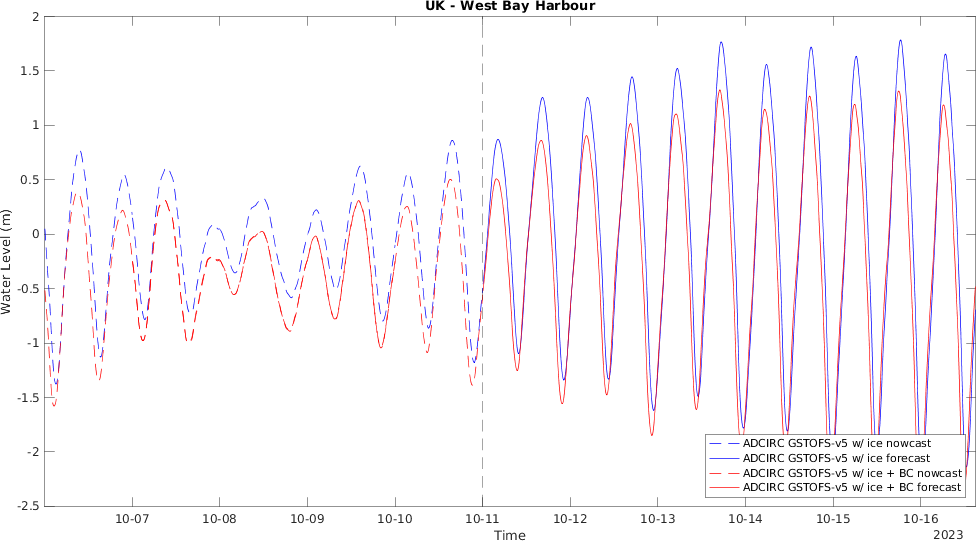 UK - West Bay Harbour
2
1.5
1
0.5
0
-0.5
-1
-1.5
-2
-2.5
Water Level (m)
ADCIRC GSTOFS-v5 w/ ice nowcast
ADCIRC GSTOFS-v5 w/ ice forecast
ADCIRC GSTOFS-v5 w/ ice + BC nowcast
ADCIRC GSTOFS-v5 w/ ice + BC forecast
10-07 10-08 10-09 10-10 10-11 10-12 10-13 10-14 10-15 10-16
Time
2023